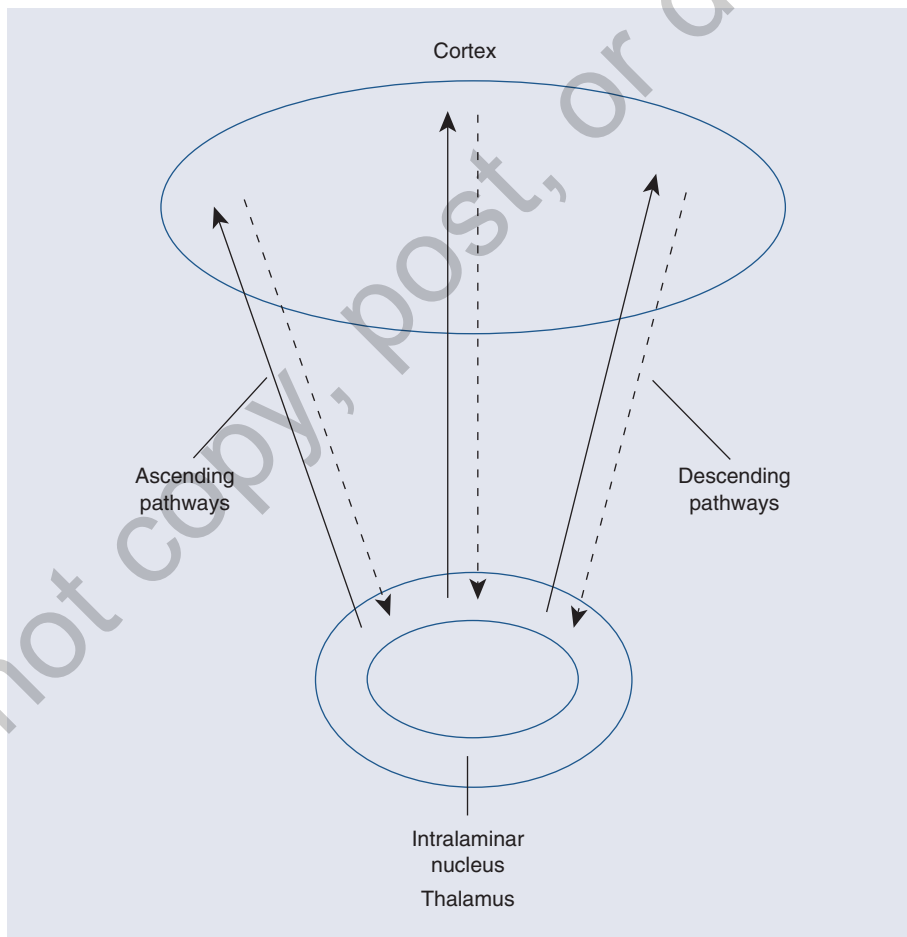 Cortex
Ascending
pathways
Descending
pathways
Intralaminar
nucleus
Thalamus
not copy, post, or d